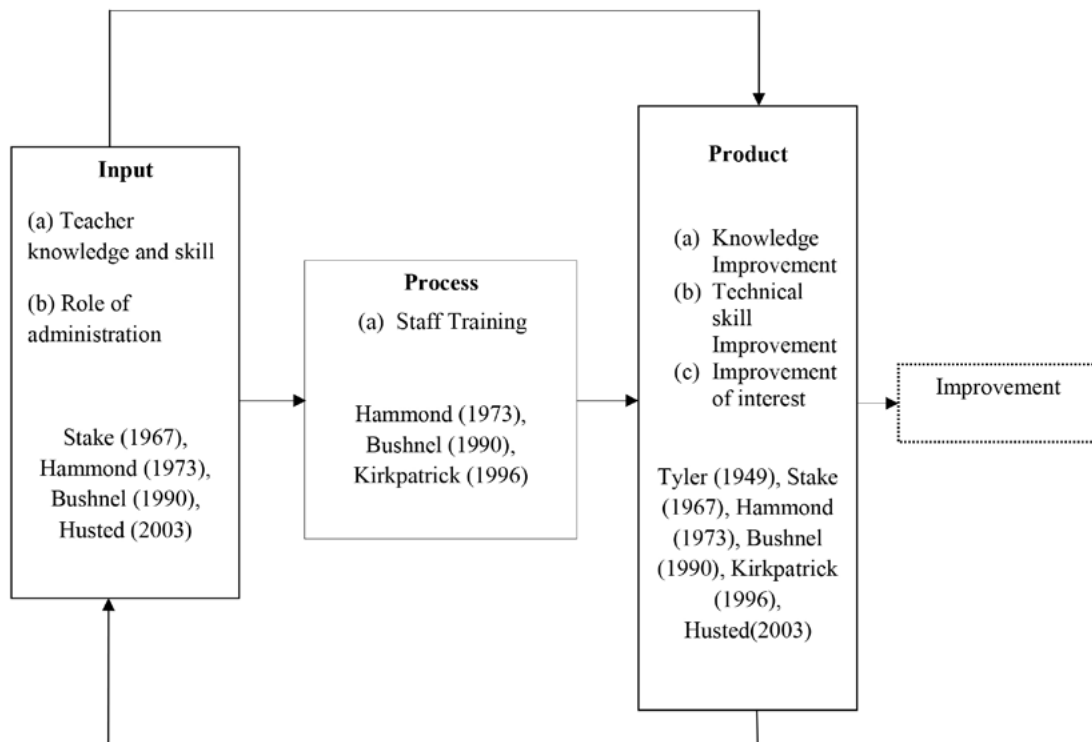 Input
(a) Teacher
knowledge and skill
(b) Role of
administration
Stake (1967),
Hammond (1973),
Bushnel (1990),
Husted (2003)
Process
(a) Staff Training
Hammond (1973),
Bushnel (1990),
Kirkpatrick (1996)
Product
(a) Knowledge
Improvement
(b) Technical
skill
Improvement
(c) Improvement
of interest
Tyler (1949), Stake
(1967), Hammond
(1973), Bushnel
(1990), Kirkpatrick
(1996),
Husted(2003)
Improvement